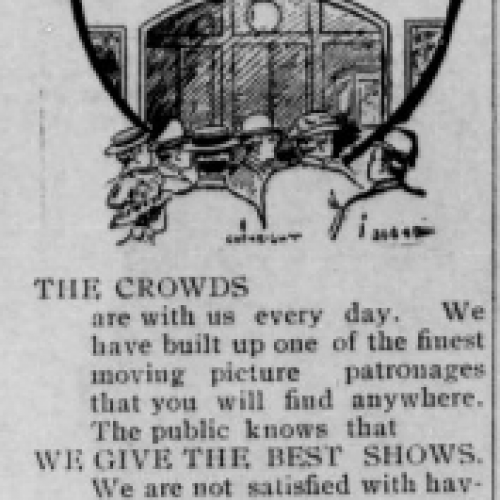 THE CROWDS
are with us every day. We
have built up one of the finest
moving picture patronages
that you will find anywhere.
The public knows that
WE GIVE THE BEST SHOWS.
We are not satisfied with hav-